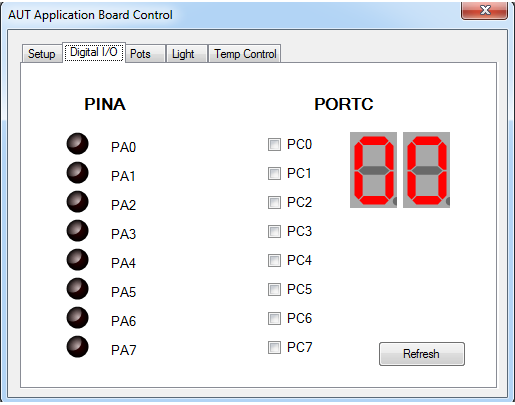 AUT Application Board Control
Setup Digital I/O Pots Light Temp Control
PINA PORTC
PA0 PC0 00
PA1 PC1
PA2 PC2
PA3 PC3
PA4 PC4
PA5 PC5
PA6 PC6
PA7 PC7
Refresh